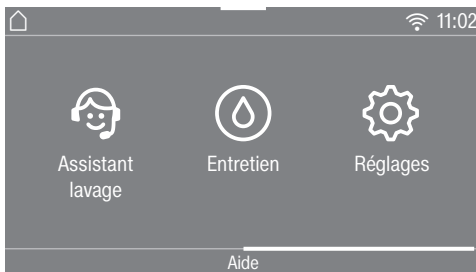 11:02
Assistant
lavage
Entretien
Réglages
Aide